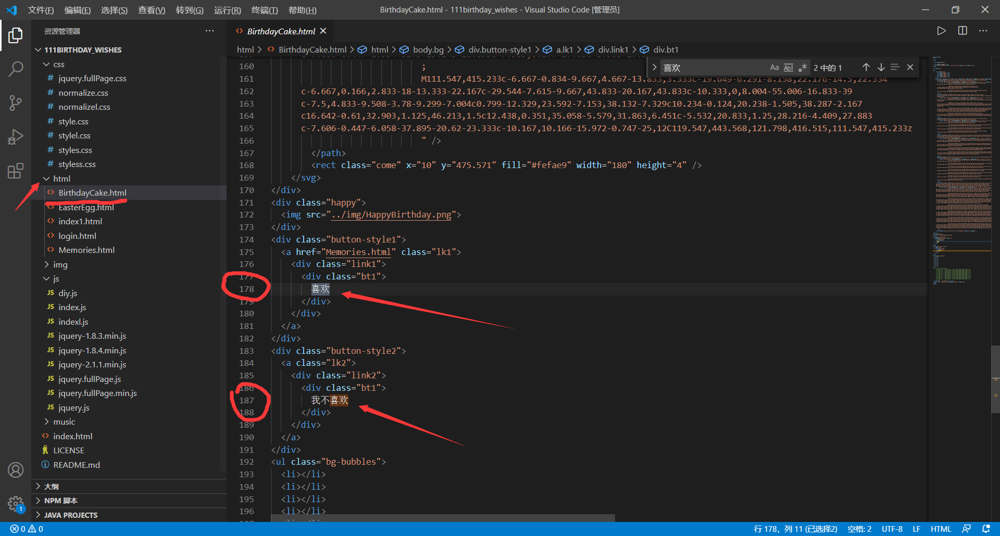 文件(F) 编辑(E) 选择(S) 查看(V) 转到(G) 运行(R) 终端(T) 帮助(H)
BirthdayCake.html - 111birthday_wishes - Visual Studio Code [管理员]
资源管理器
111BIRTHDAY_WISHES
css
jquery.fullPage.css
normalize.css
normalizel.css
style.css
stylel.css
styles.css
styless.css
html
BirthdayCake.html
EasterEgg.html
index1.html
login.html
Memories.html
img
js
diy.js
index.js
indexl.js
jquery-1.8.3.min.js
jquery-1.8.4.min.js
jquery-2.1.1.min.js
jquery.fullPage.js
jquery.fullPage.min.js
jquery.js
music
index.html
LICENSE
README.md
大纲
NPM 脚本
JAVA PROJECTS
BirthdayCake.html
html > BirthdayCake.html > html > body.bg > div.button-style1 > a.lk1 > div.link1 > div.bt1
喜欢 Aa Abl .* 2 中的 1
160 ;
161 M111.547,415.233c-6.667-0.834-9.667,4.667-13.833,3.333c-19.649-6.291-8.158,22.176-14.5,22.334
162 c-6.667,0.166,2.833-18-13.333-22.167c-29.544-7.615-9.667,43.833-20.167,43.833c-10.333,0,8.004-55.006-16.833-39
163 c-7.5,4.833-9.508-3.78-9.299-7.004c0.799-12.329,23.592-7.153,38.132-7.329c10.234-0.124,20.238-1.505,38.287-2.167
164 c16.642-0.61,32.903,1.125,46.213,1.5c12.438,0.351,35.058-5.579,31.863,6.451c-5.532,20.833,1.25,28.216-4.409,27.883
165 c-7.606-0.447-6.058-37.895-20.62-23.333c-10.167,10.166-15.972-0.747-25,12C119.547,443.568,121.798,416.515,111.547,415.233z
166 " />
167 </path>
168 <rect class="come" x="10" y="475.571" fill="#fefae9" width="180" height="4" />
169 </svg>
170 </div>
171 <div class="happy">
172 <img src="../img/HappyBirthday.png">
173 </div>
174 <div class="button-style1">
175 <a href="Memories.html" class="lk1">
176 <div class="link1">
177 <div class="bt1">
178 喜欢
179 </div>
180 </div>
181 </a>
182 </div>
183 <div class="button-style2">
184 <a class="lk2">
185 <div class="link2">
186 <div class="bt1">
187 我不喜欢
188 </div>
189 </div>
190 </a>
191 </div>
192 <ul class="bg-bubbles">
193 <li></li>
194 <li></li>
195 <li></li>
196 <li></li>
1
0 0
行 178，列 11 (已选择2) 空格: 2 UTF-8 LF HTML